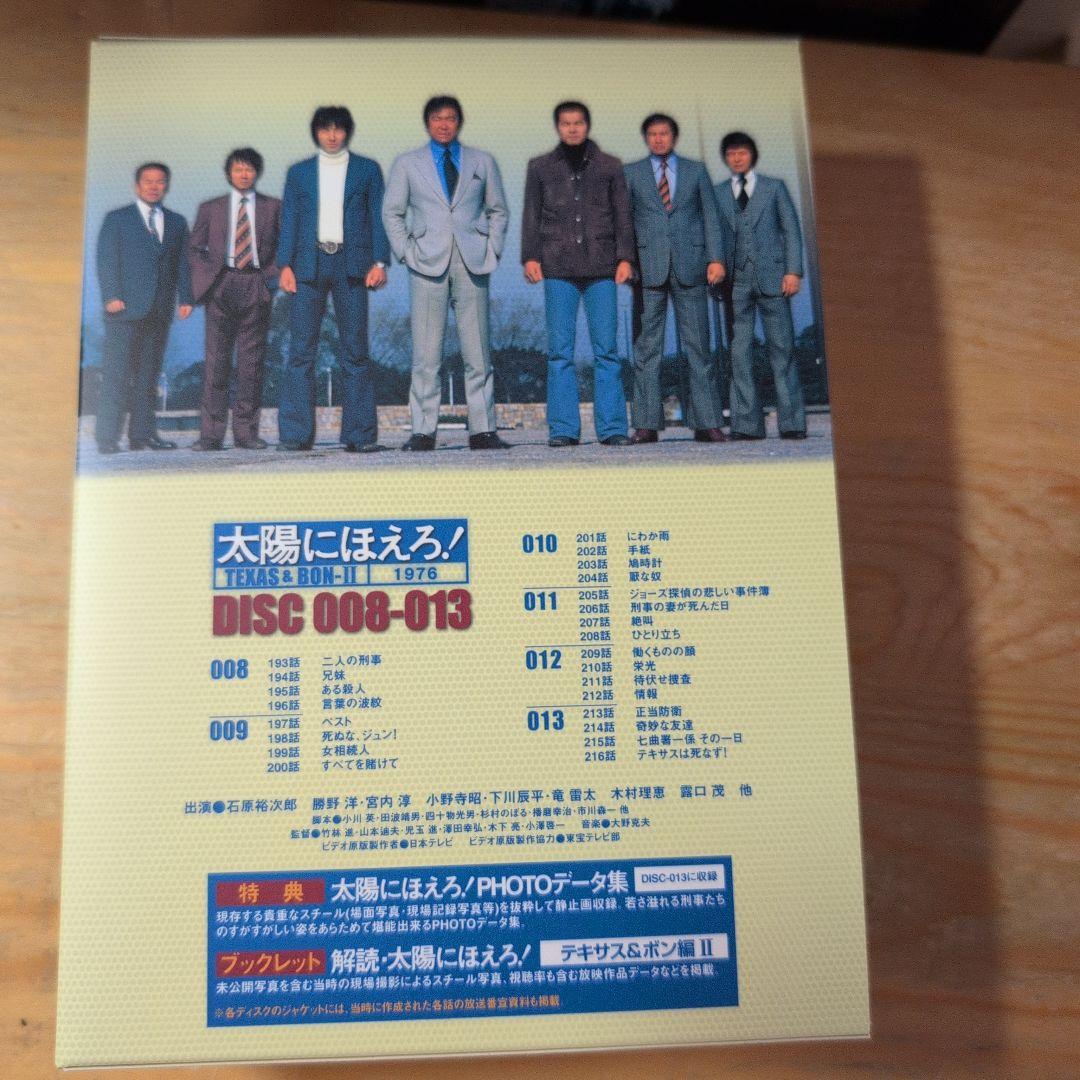 太陽にほえろ!
TEXAS & BON-II 1976
DISC 008-013
008 193話 二人の刑事
194話 兄妹
195話 ある殺人
196話 言葉の波紋
009 197話 ベスト
198話 死ぬな、ジュン!
199話 女相続人
200話 すべてを賭けて
010 201話 にわか雨
202話 手紙
203話 鳩時計
204話 厭な奴
011 205話 ジョーズ探偵の悲しい事件簿
206話 刑事の妻が死んだ日
207話 絶叫
208話 ひとり立ち
012 209話 働くものの顔
210話 栄光
211話 待伏せ捜査
212話 情報
013 213話 正当防衛
214話 奇妙な友達
215話 七曲署一係 その一日
216話 テキサスは死なず!
出演●石原裕次郎 勝野 洋・宮内 淳 小野寺昭・下川辰平・竜 雷太 木村理恵 露口 茂 他
脚本●小川 英・田波靖男・四十物光男・杉村のぼる・播磨幸治・市川森一 他
監督●竹林 進・山本迪夫・児玉 進・澤田幸弘・木下 亮・小澤啓一 音楽●大野克夫
ビデオ原版製作者●日本テレビ ビデオ原版製作協力●東宝テレビ部
特典 太陽にほえろ!PHOTOデータ集 DISC-013に収録
現存する貴重なスチール(場面写真・現場記録写真等)を抜粋して静止画収録。若さ溢れる刑事たち
のすがすがしい姿をあらためて堪能出来るPHOTOデータ集。
ブックレット 解読・太陽にほえろ! テキサス&ボン編 II
未公開写真を含む当時の現場撮影によるスチール写真、視聴率も含む放映作品データなどを掲載。
※各ディスクのジャケットには、当時に作成された各話の放送番宣資料も掲載。